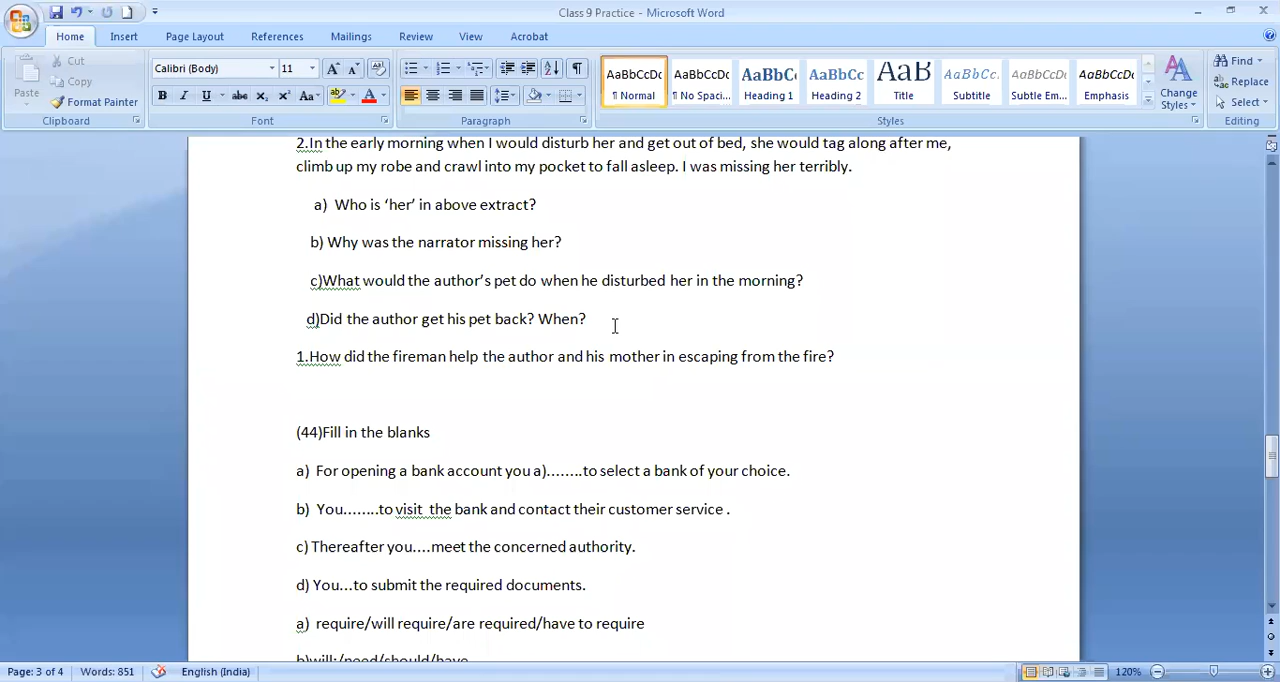 Class 9 Practice - Microsoft Word
Home Insert Page Layout References Mailings Review View Acrobat
Paste
Cut
Copy
Format Painter
Clipboard
Calibri (Body) 11
Font
Paragraph
AaBbCcDc AaBbCcDc AaBbC AaBbCc AaB AaBbCc. AaBbCcDc AaBbCcDc
¶ Normal ¶ No Spaci... Heading 1 Heading 2 Title Subtitle Subtle Em... Emphasis
Change Styles
Styles
Find
Replace
Select
Editing
2.In the early morning when I would disturb her and get out of bed, she would tag along after me,
climb up my robe and crawl into my pocket to fall asleep. I was missing her terribly.
a) Who is ‘her’ in above extract?
b) Why was the narrator missing her?
c)What would the author’s pet do when he disturbed her in the morning?
d)Did the author get his pet back? When?
1.How did the fireman help the author and his mother in escaping from the fire?
(44)Fill in the blanks
a) For opening a bank account you a)........to select a bank of your choice.
b) You........to visit the bank and contact their customer service .
c) Thereafter you....meet the concerned authority.
d) You...to submit the required documents.
a) require/will require/are required/have to require
b)will:/need/should/have
Page: 3 of 4 Words: 851 English (India) 120%